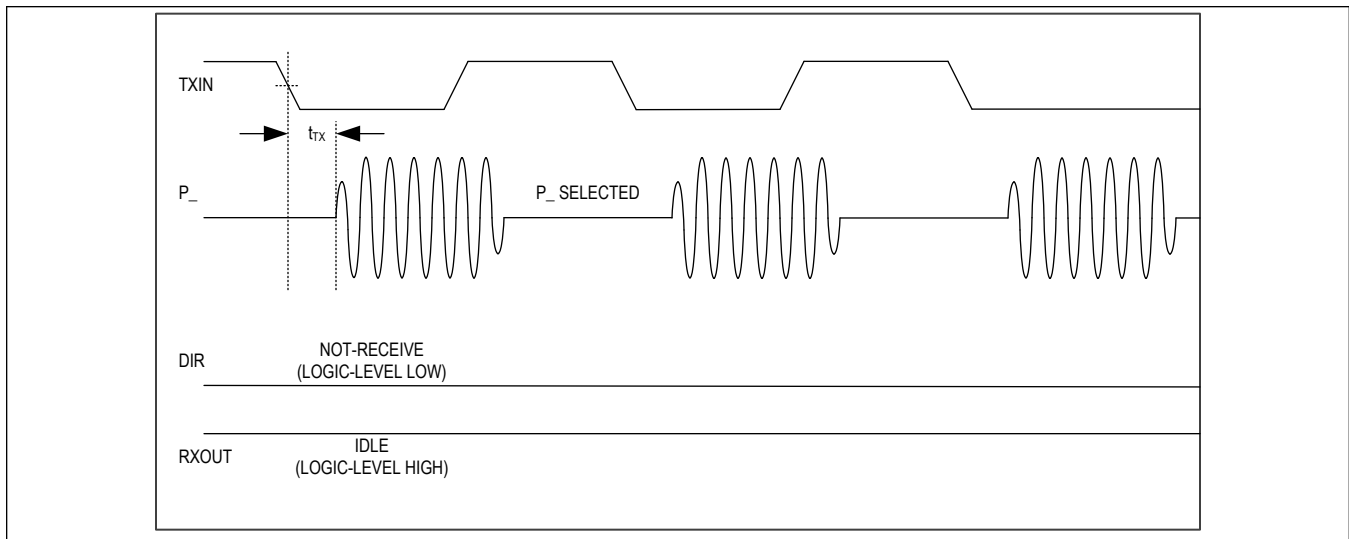 TXIN
tTX
P_
P_ SELECTED
DIR
NOT-RECEIVE
(LOGIC-LEVEL LOW)
RXOUT
IDLE
(LOGIC-LEVEL HIGH)